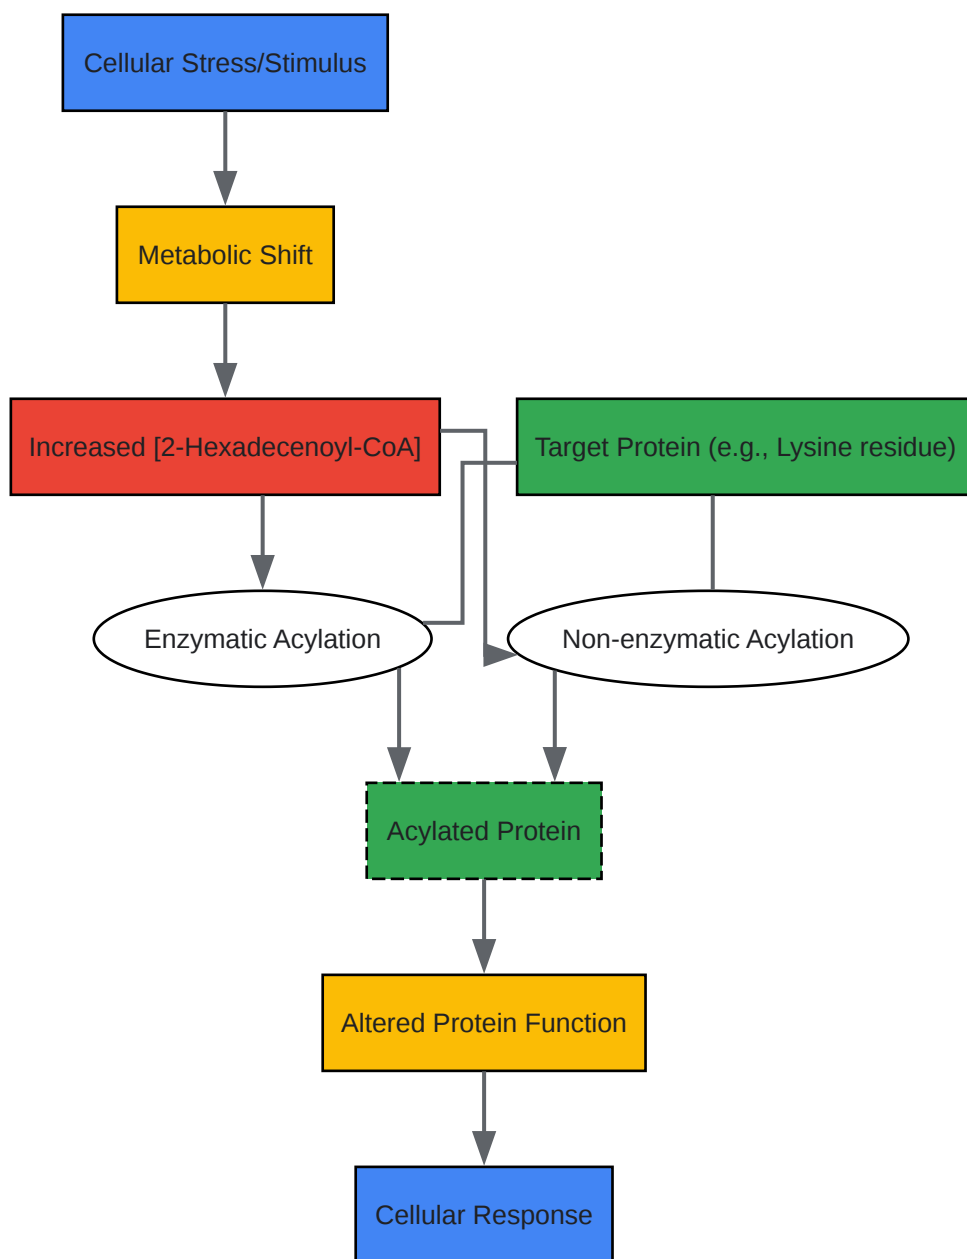 Cellular Stress/Stimulus
Metabolic Shift
Increased [2-Hexadecenoyl-CoA]
Target Protein (e.g., Lysine residue)
Enzymatic Acylation
Non-enzymatic Acylation
Acylated Protein
Altered Protein Function
Cellular Response